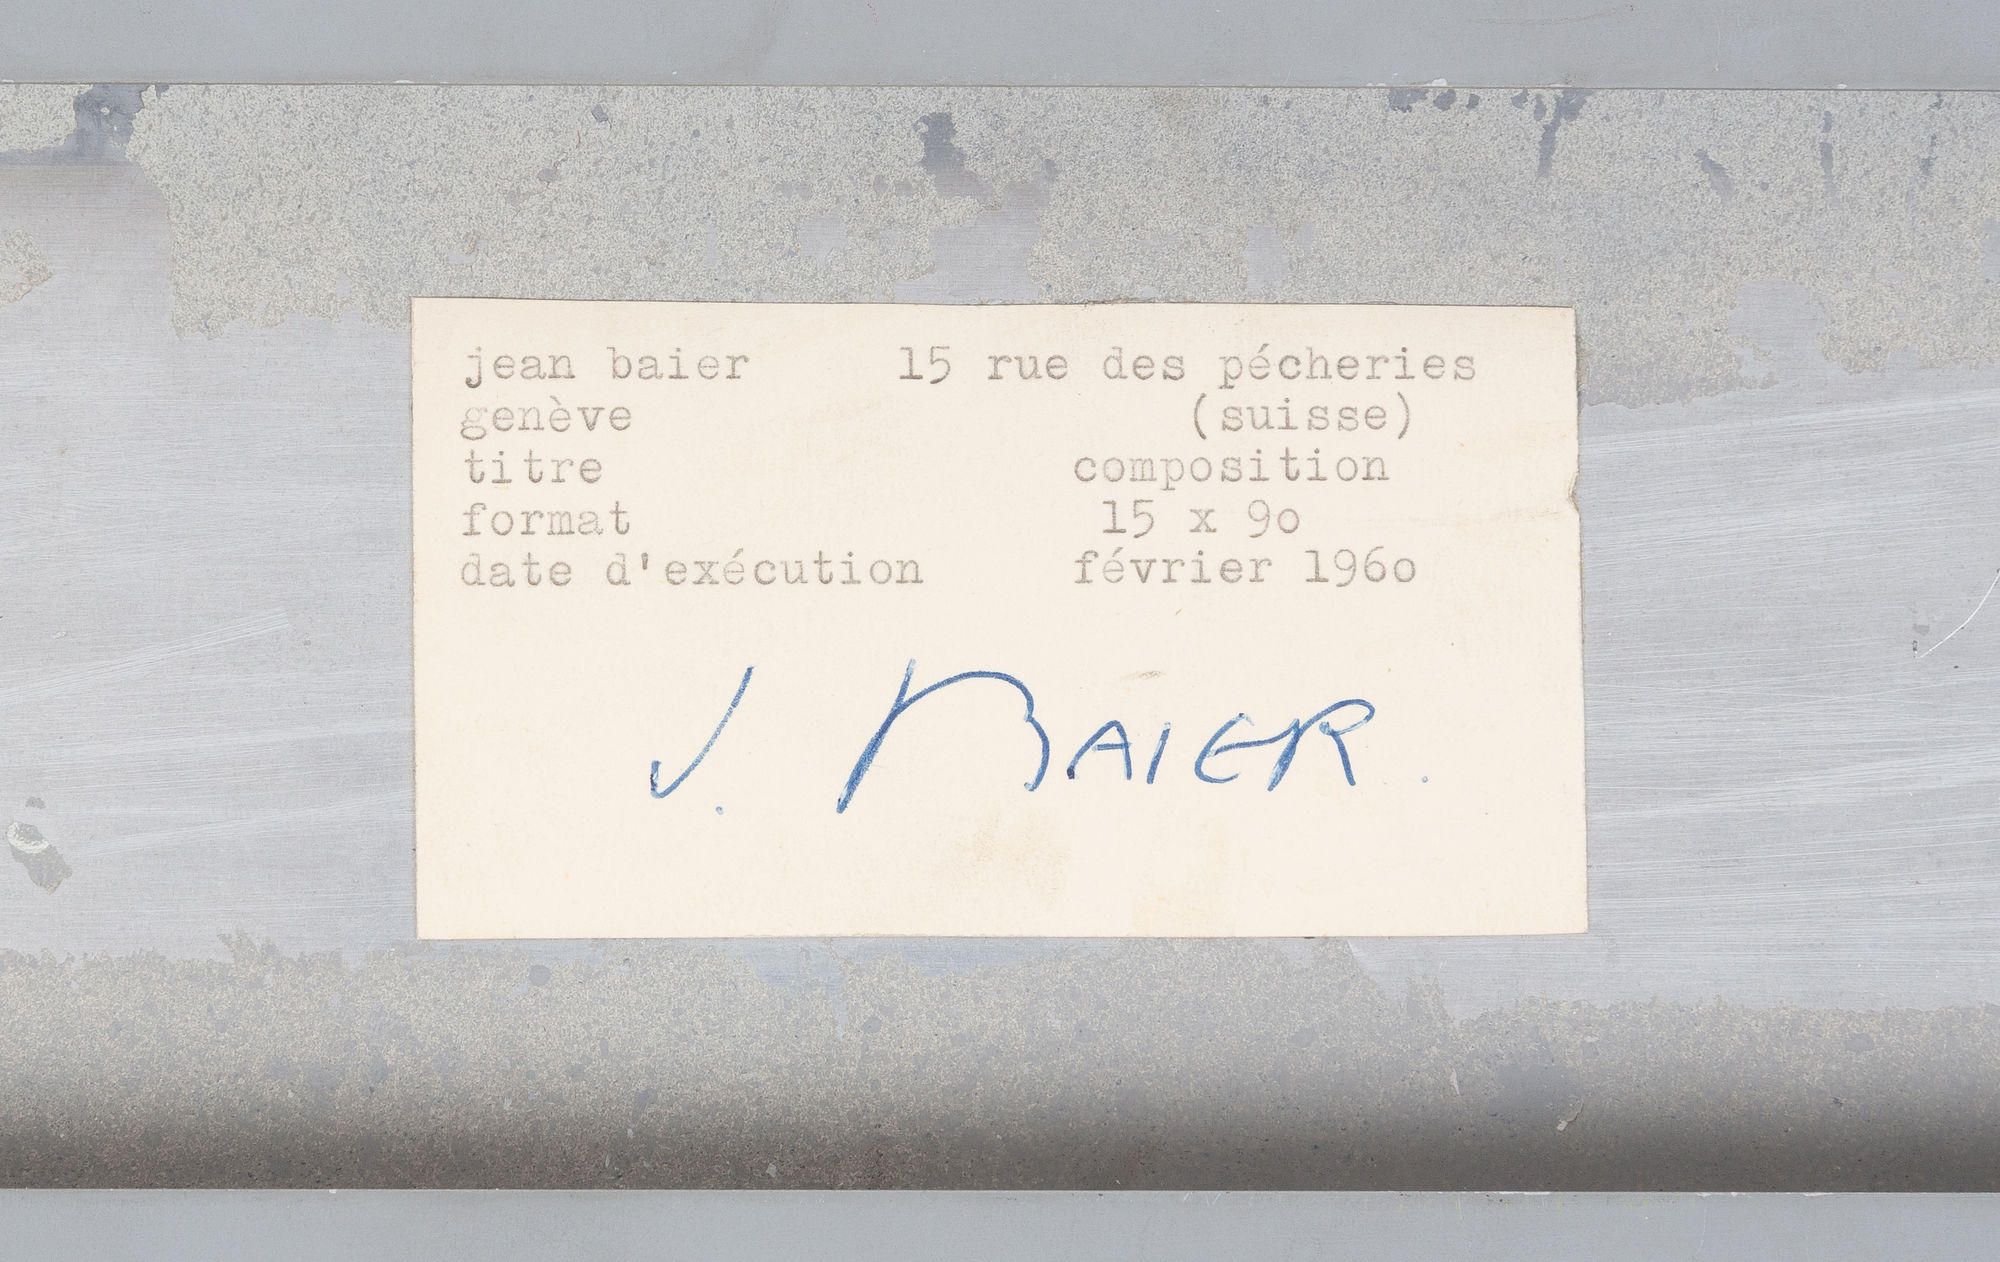 jean baier 15 rue des pécheries
genève (suisse)
titre composition
format 15 x 9o
date d'exécution février 196o
J. BAIER.